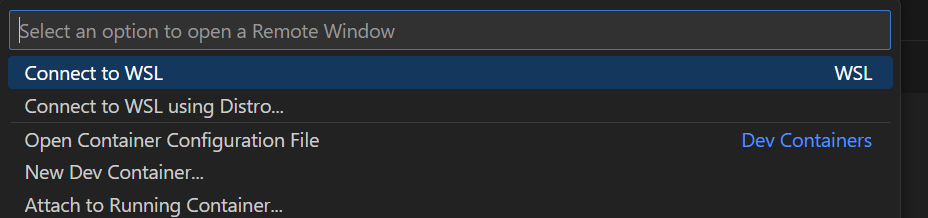 Select an option to open a Remote Window
Connect to WSL WSL
Connect to WSL using Distro...
Open Container Configuration File Dev Containers
New Dev Container...
Attach to Running Container...